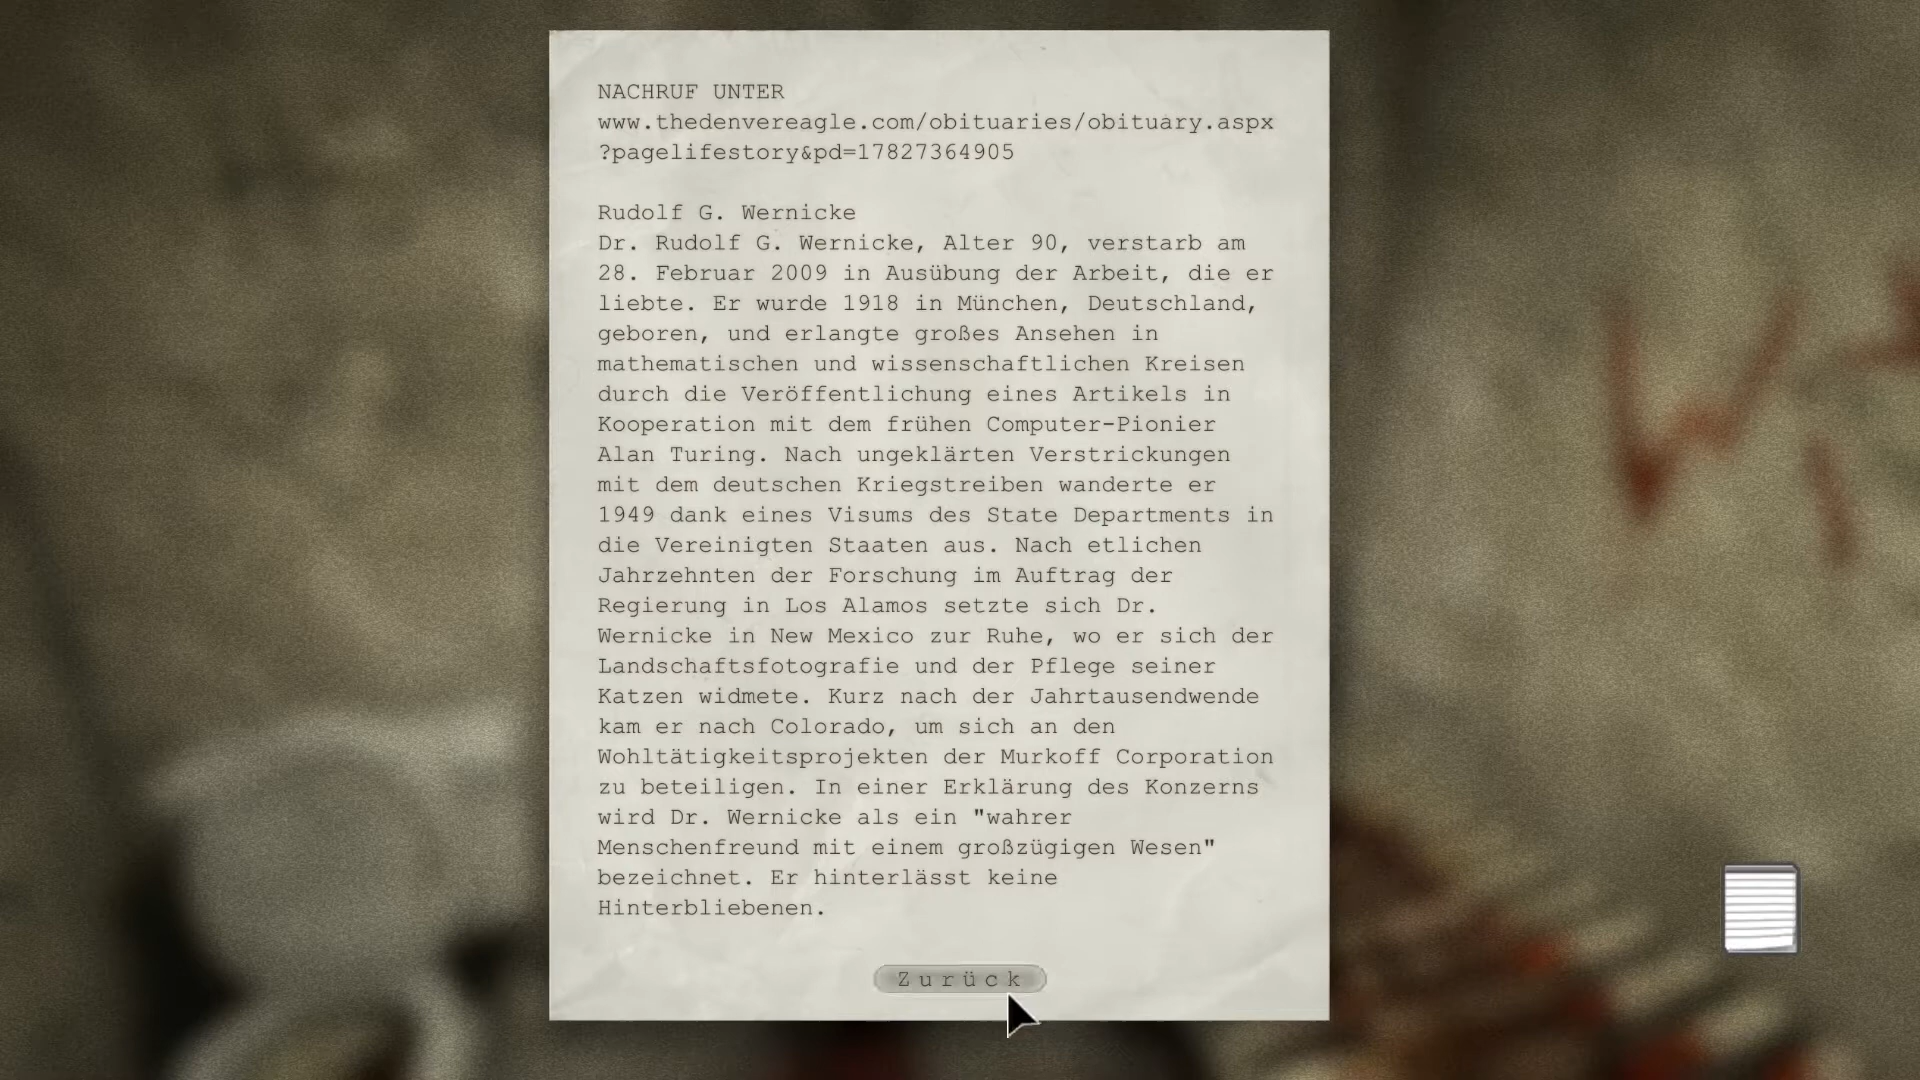 NACHRUF UNTER
www.thedenvereagle.com/obituaries/obituary.aspx
?pagelifestory&pd=17827364905
Rudolf G. Wernicke
Dr. Rudolf G. Wernicke, Alter 90, verstarb am
28. Februar 2009 in Ausübung der Arbeit, die er
liebte. Er wurde 1918 in München, Deutschland,
geboren, und erlangte großes Ansehen in
mathematischen und wissenschaftlichen Kreisen
durch die Veröffentlichung eines Artikels in
Kooperation mit dem frühen Computer-Pionier
Alan Turing. Nach ungeklärten Verstrickungen
mit dem deutschen Kriegstreiben wanderte er
1949 dank eines Visums des State Departments in
die Vereinigten Staaten aus. Nach etlichen
Jahrzehnten der Forschung im Auftrag der
Regierung in Los Alamos setzte sich Dr.
Wernicke in New Mexico zur Ruhe, wo er sich der
Landschaftsfotografie und der Pflege seiner
Katzen widmete. Kurz nach der Jahrtausendwende
kam er nach Colorado, um sich an den
Wohltätigkeitsprojekten der Murkoff Corporation
zu beteiligen. In einer Erklärung des Konzerns
wird Dr. Wernicke als ein "wahrer
Menschenfreund mit einem großzügigen Wesen"
bezeichnet. Er hinterlässt keine
Hinterbliebenen.
Zurück